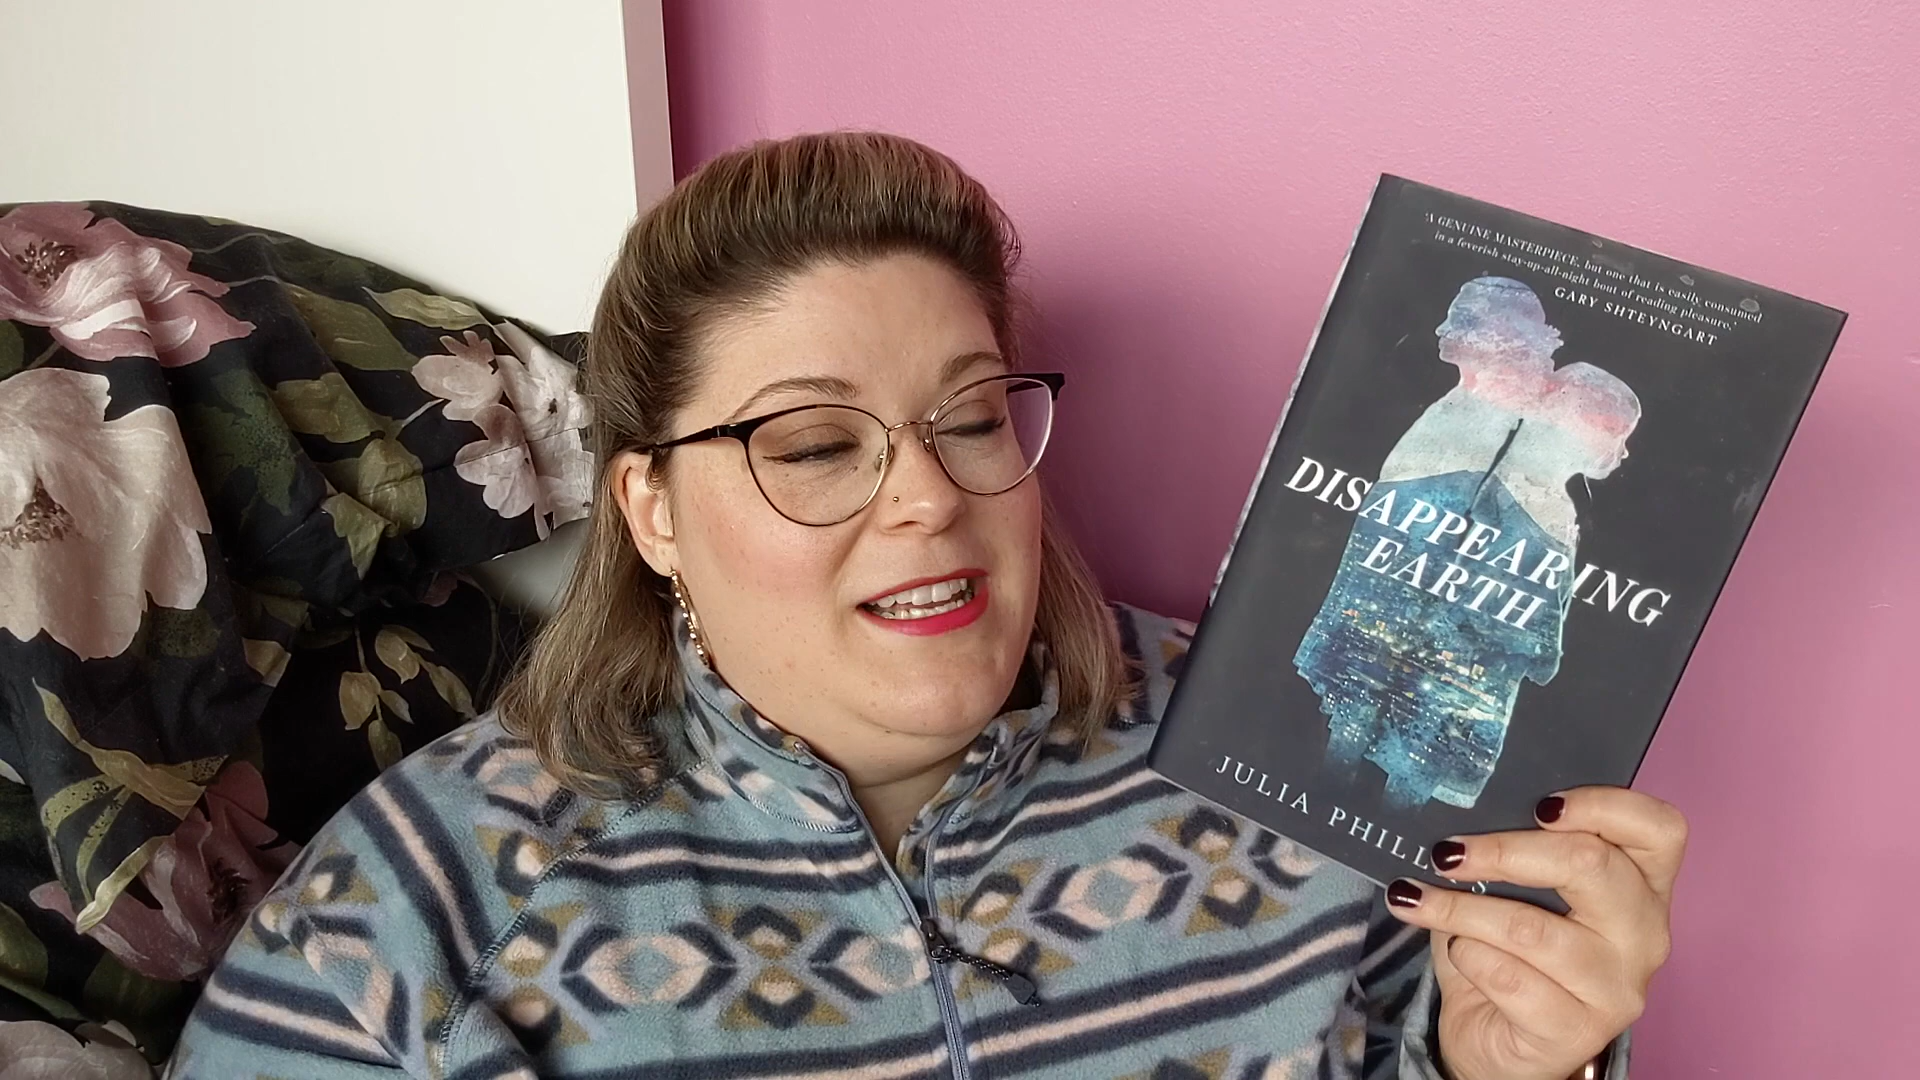 'A GENUINE MASTERPIECE, but one that is easily consumed
in a feverish stay-up-all-night bout of reading pleasure.'
GARY SHTEYNGART
DISAPPEARING
EARTH
JULIA PHILL S